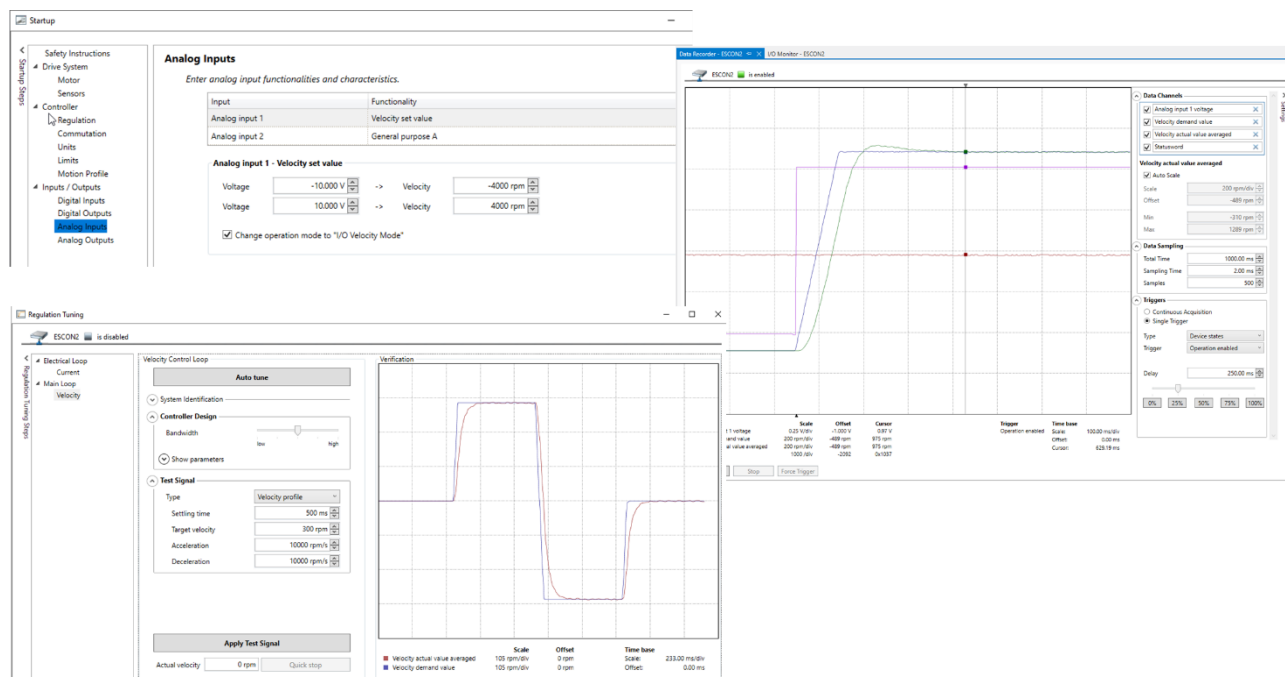 Startup
Startup Steps
Safety Instructions
Drive System
Motor
Sensors
Controller
Regulation
Commutation
Units
Limits
Motion Profile
Inputs / Outputs
Digital Inputs
Digital Outputs
Analog Inputs
Analog Outputs
Analog Inputs
Enter analog input functionalities and characteristics.
Input Functionality
Analog input 1 Velocity set value
Analog input 2 General purpose A
Analog input 1 - Velocity set value
Voltage -10.000 V -> Velocity -4000 rpm
Voltage 10.000 V -> Velocity 4000 rpm
Change operation mode to "I/O Velocity Mode"
Data Recorder - ESCON2 I/O Monitor - ESCON2
ESCON2 is enabled
Settings
Data Channels
Analog input 1 voltage
Velocity demand value
Velocity actual value averaged
Statusword
Velocity actual value averaged
Auto Scale
Scale 200 rpm/div
Offset -489 rpm
Min -310 rpm
Max 1289 rpm
Data Sampling
Total Time 1000.00 ms
Sampling Time 2.00 ms
Samples 500
Triggers
Continuous Acquisition
Single Trigger
Type Device states
Trigger Operation enabled
Delay 250.00 ms
0% 25% 50% 75% 100%
Scale Offset Cursor Trigger Time base
t 1 voltage 0.25 V/div -1.000 V 0.97 V Operation enabled Scale: 100.00 ms/div
and value 200 rpm/div -489 rpm 975 rpm Offset: 0.00 ms
al value averaged 200 rpm/div -489 rpm 975 rpm Cursor: 629.19 ms
1000 /div -2092 0x1037
Stop Force Trigger
Regulation Tuning
ESCON2 is disabled
Regulation Tuning Steps
Electrical Loop
Current
Main Loop
Velocity
Velocity Control Loop
Auto tune
System Identification
Controller Design
Bandwidth
low high
Show parameters
Test Signal
Type Velocity profile
Settling time 500 ms
Target velocity 300 rpm
Acceleration 10000 rpm/s
Deceleration 10000 rpm/s
Apply Test Signal
Actual velocity 0 rpm Quick stop
Verification
Scale Offset Time base
Velocity actual value averaged 105 rpm/div 0 rpm Scale: 233.00 ms/div
Velocity demand value 105 rpm/div 0 rpm Offset: 0.00 ms